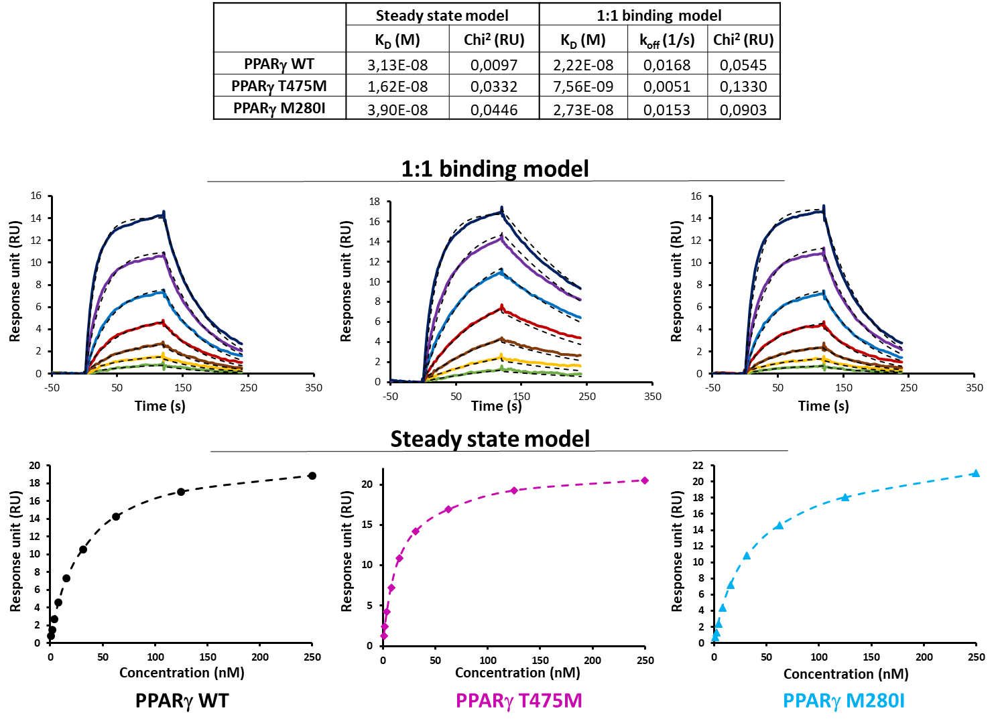 Steady state model 1:1 binding model
K_D (M) Chi² (RU) K_D (M) k_off (1/s) Chi² (RU)
PPARγ WT 3,13E-08 0,0097 2,22E-08 0,0168 0,0545
PPARγ T475M 1,62E-08 0,0332 7,56E-09 0,0051 0,1330
PPARγ M280I 3,90E-08 0,0446 2,73E-08 0,0153 0,0903
1:1 binding model
Response unit (RU)
16
14
12
10
8
6
4
2
0
-50 50 150 250 350
Time (s)
Response unit (RU)
18
16
14
12
10
8
6
4
2
0
-50 50 150 250 350
Time (s)
Response unit (RU)
16
14
12
10
8
6
4
2
0
-50 50 150 250 350
Time (s)
Steady state model
Response unit (RU)
20
18
16
14
12
10
8
6
4
2
0
0 50 100 150 200 250
Concentration (nM)
PPARγ WT
Response unit (RU)
20
15
10
5
0
0 50 100 150 200 250
Concentration (nM)
PPARγ T475M
Response unit (RU)
22
20
18
16
14
12
10
8
6
4
2
0
0 50 100 150 200 250
Concentration (nM)
PPARγ M280I